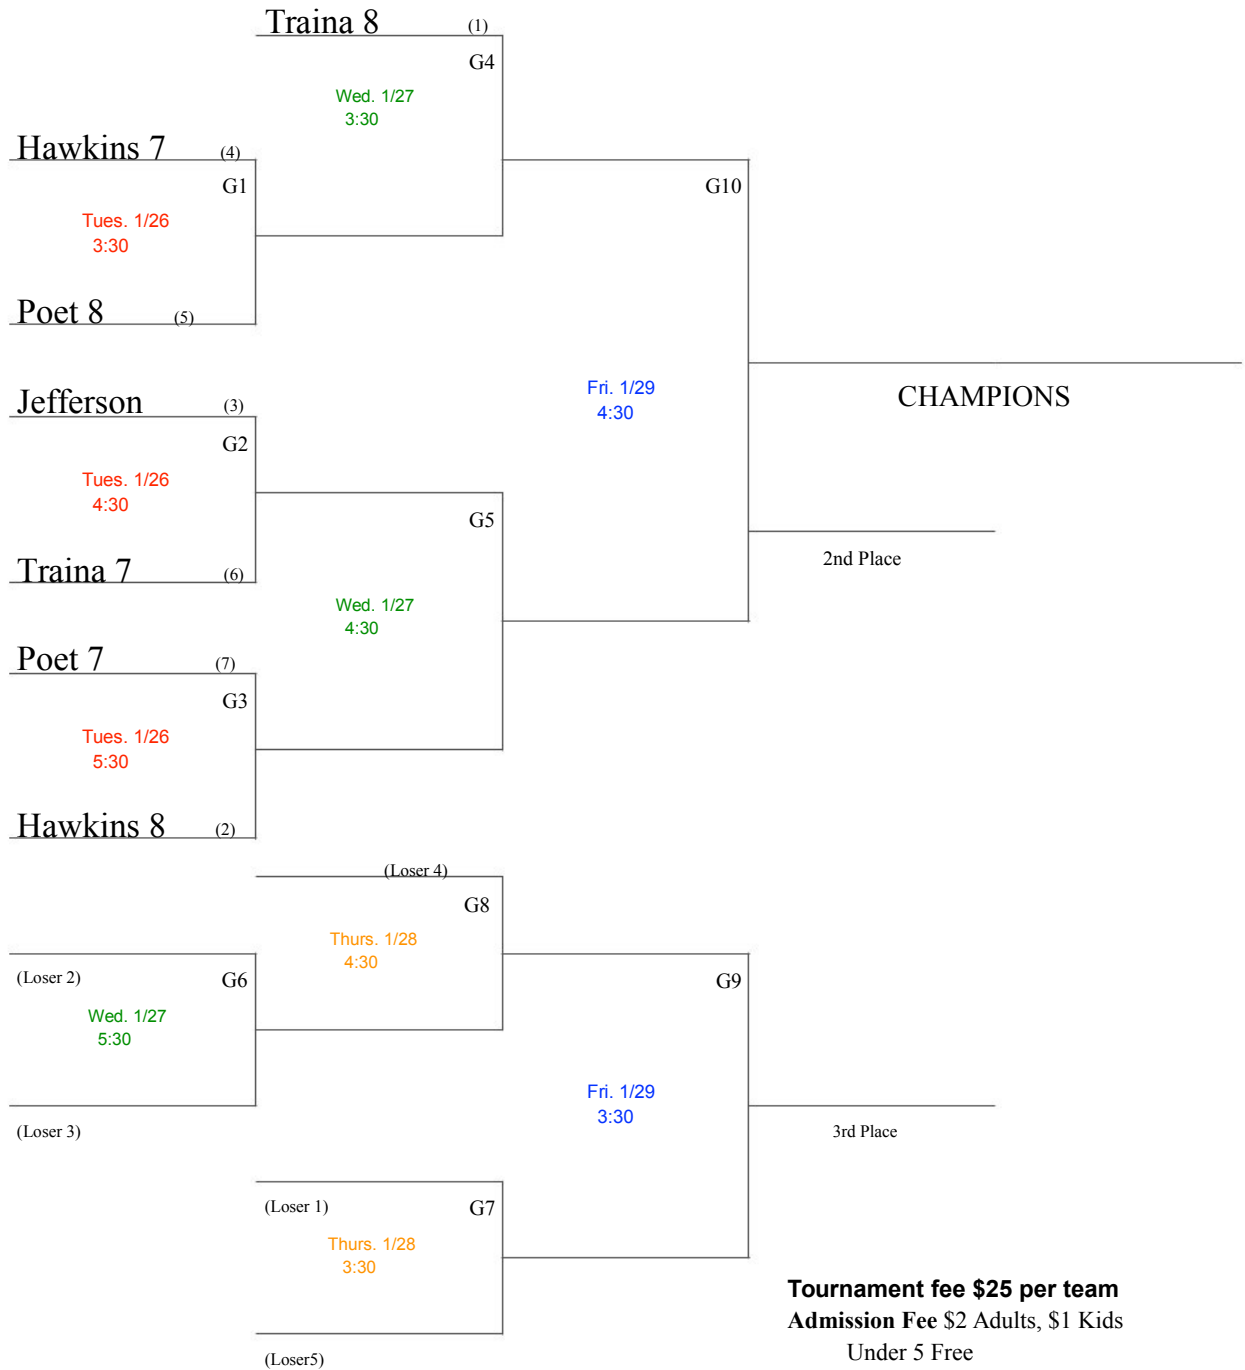 Traina 8 (1)
G4
Wed. 1/27
3:30
Hawkins 7 (4)
G1
G10
Tues. 1/26
3:30
Poet 8 (5)
Jefferson (3)
Fri. 1/29
4:30
CHAMPIONS
G2
Tues. 1/26
4:30
G5
2nd Place
Traina 7 (6)
Wed. 1/27
4:30
Poet 7 (7)
G3
Tues. 1/26
5:30
Hawkins 8 (2)
(Loser 4)
G8
Thurs. 1/28
4:30
(Loser 2)
G6
G9
Wed. 1/27
5:30
Fri. 1/29
3:30
(Loser 3)
3rd Place
(Loser 1)
G7
Thurs. 1/28
3:30
Tournament fee $25 per team
Admission Fee $2 Adults, $1 Kids
Under 5 Free
(Loser5)